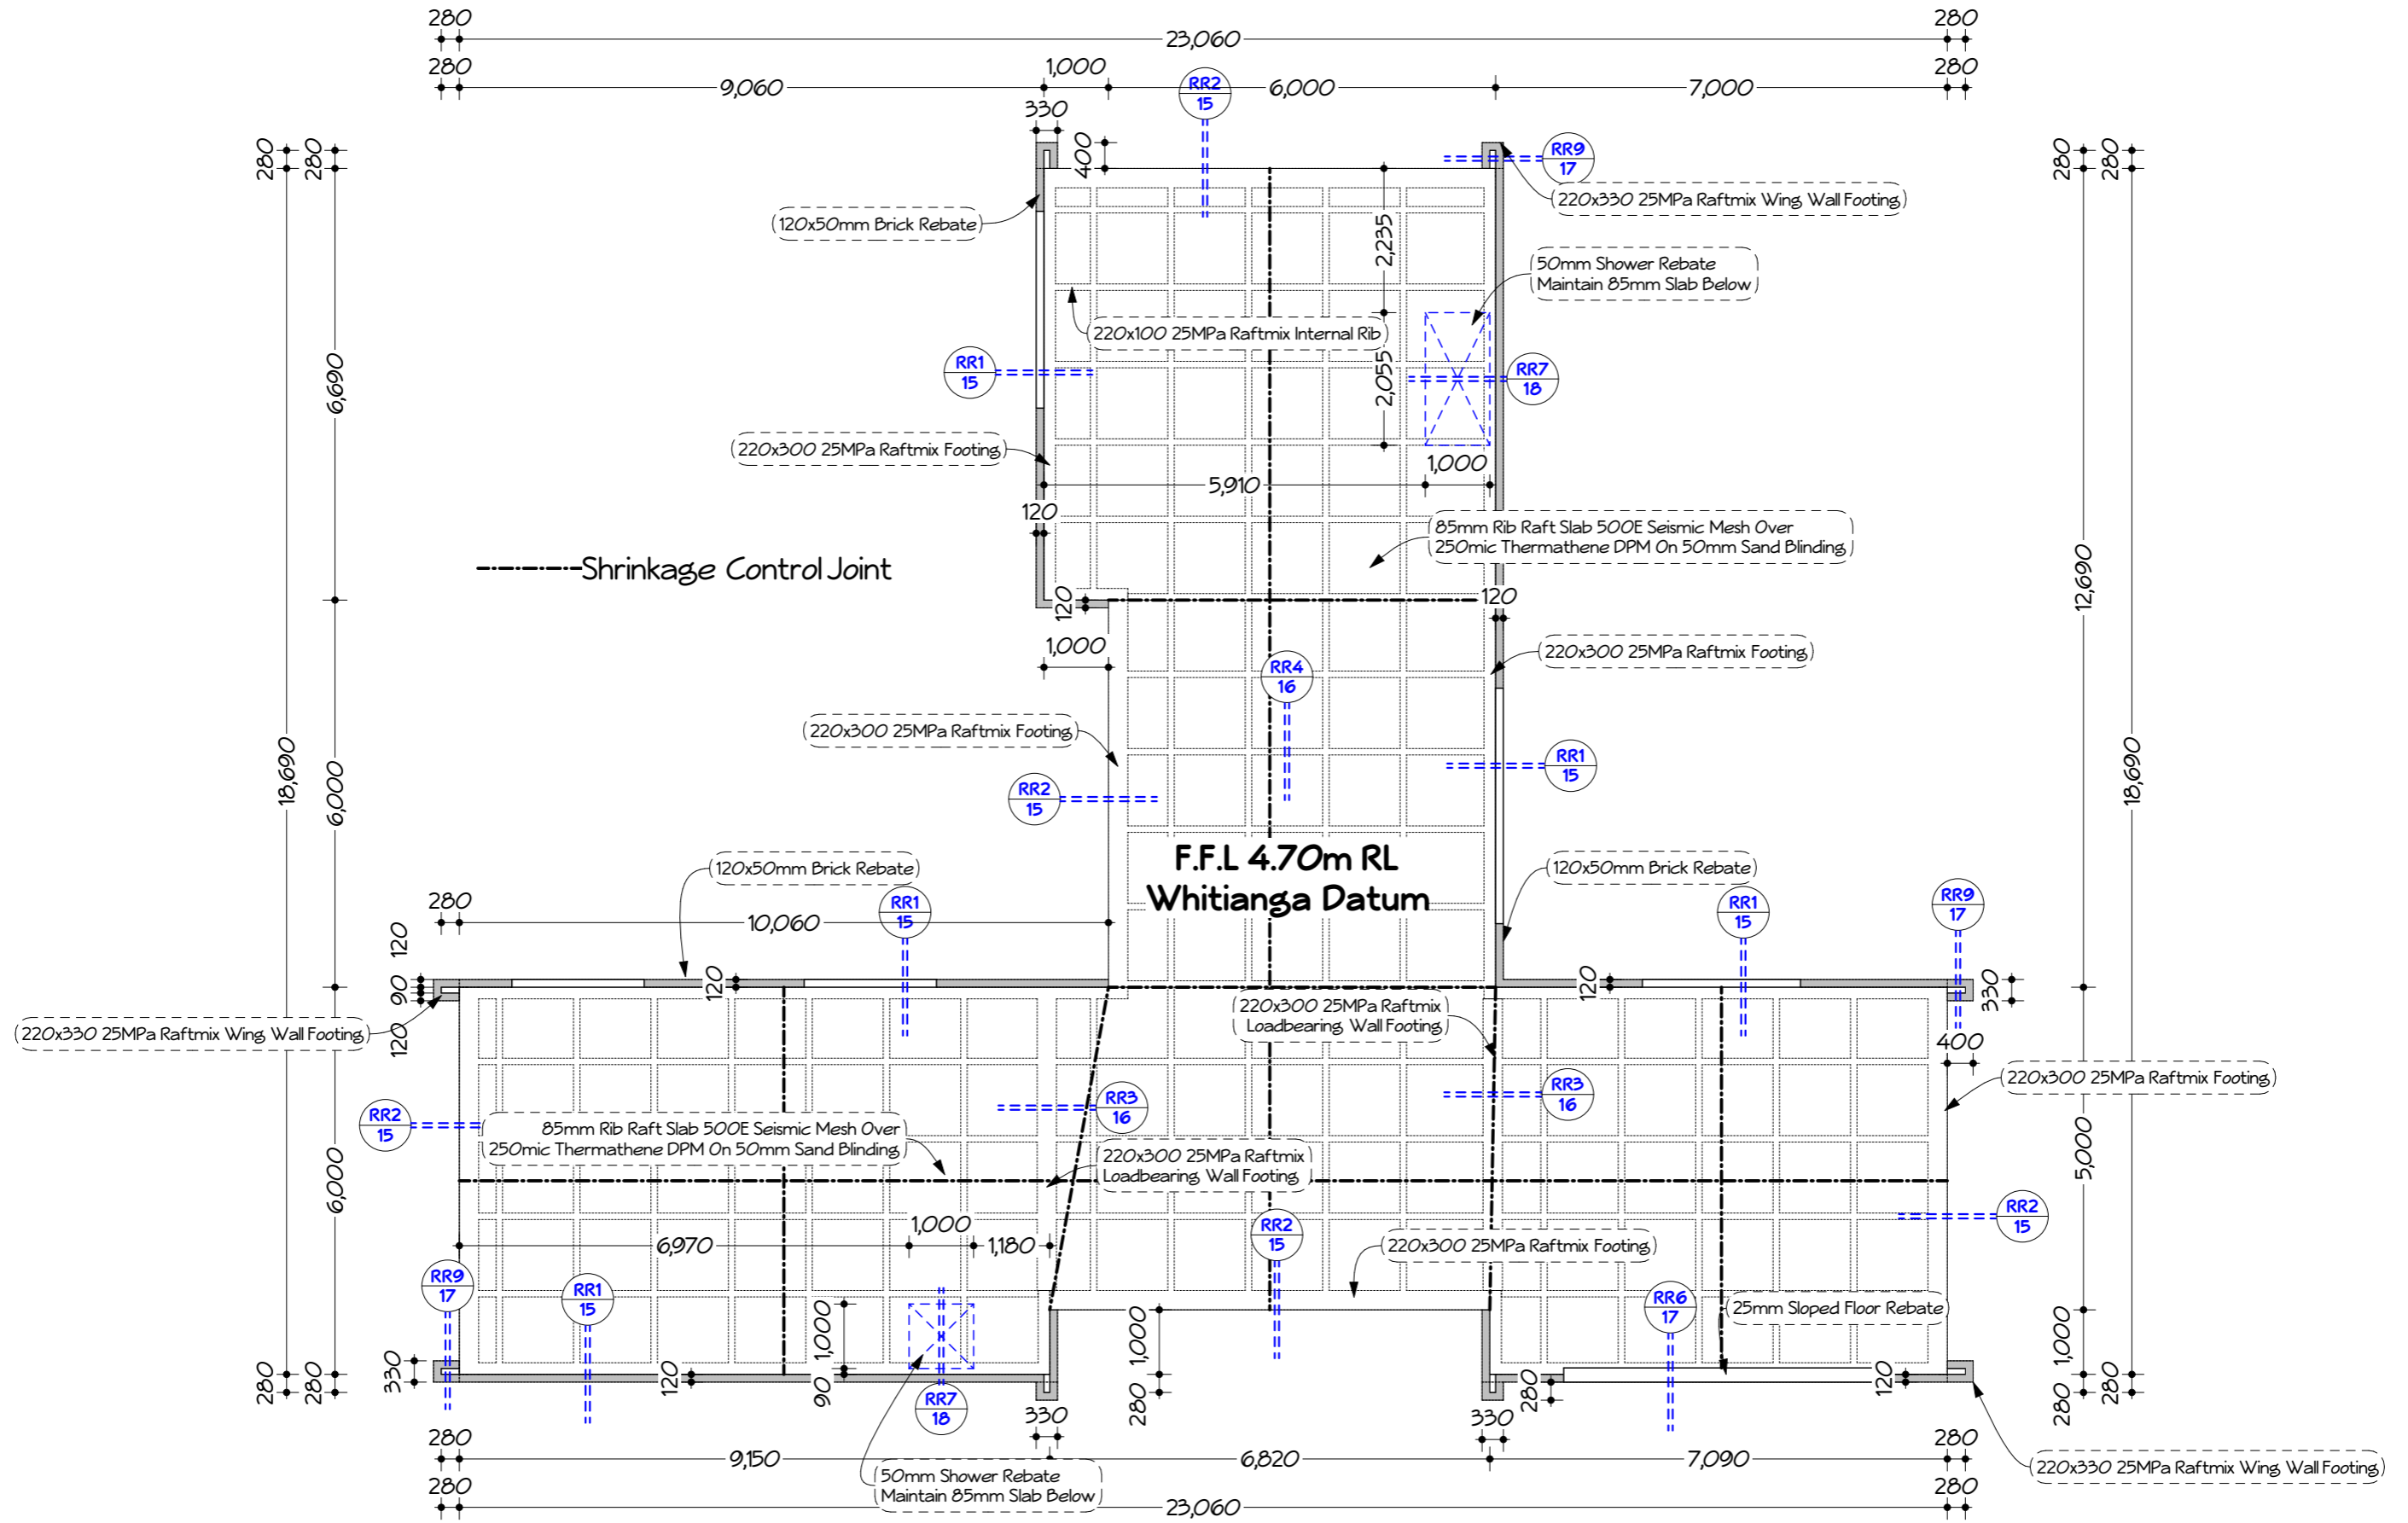 280
280
23,060
280
1,000
280
9,060
6,000
7,000
RR2
15
330
280
280
400
RR9
17
280
280
220x330 25MPa Raftmix Wing Wall Footing
120x50mm Brick Rebate
2,235
50mm Shower Rebate
Maintain 85mm Slab Below
220x100 25MPa Raftmix Internal Rib
6,690
RR1
15
2,055
RR7
18
220x300 25MPa Raftmix Footing
1,000
5,910
120
85mm Rib Raft Slab 500E Seismic Mesh Over
250mic Thermathene DPM On 50mm Sand Blinding
Shrinkage Control Joint
12,690
120
120
1,000
220x300 25MPa Raftmix Footing
RR4
16
220x300 25MPa Raftmix Footing
18,690
6,000
RR1
15
18,690
RR2
15
F.F.L 4.70m RL
Whitianga Datum
120x50mm Brick Rebate
120x50mm Brick Rebate
280
10,060
RR1
15
RR1
15
RR9
17
120
90
120
120
120
330
220x330 25MPa Raftmix Wing Wall Footing
220x300 25MPa Raftmix
Loadbearing Wall Footing
400
220x300 25MPa Raftmix Footing
RR2
15
RR3
16
RR3
16
85mm Rib Raft Slab 500E Seismic Mesh Over
250mic Thermathene DPM On 50mm Sand Blinding
220x300 25MPa Raftmix
Loadbearing Wall Footing
6,000
5,000
RR2
15
6,970
1,000
1,180
RR2
15
220x300 25MPa Raftmix Footing
RR9
17
RR1
15
RR6
17
25mm Sloped Floor Rebate
1,000
1,000
1,000
280
280
330
120
90
RR7
18
280
280
120
280
280
330
330
280
9,150
6,820
7,090
280
220x330 25MPa Raftmix Wing Wall Footing
50mm Shower Rebate
Maintain 85mm Slab Below
280
23,060
280